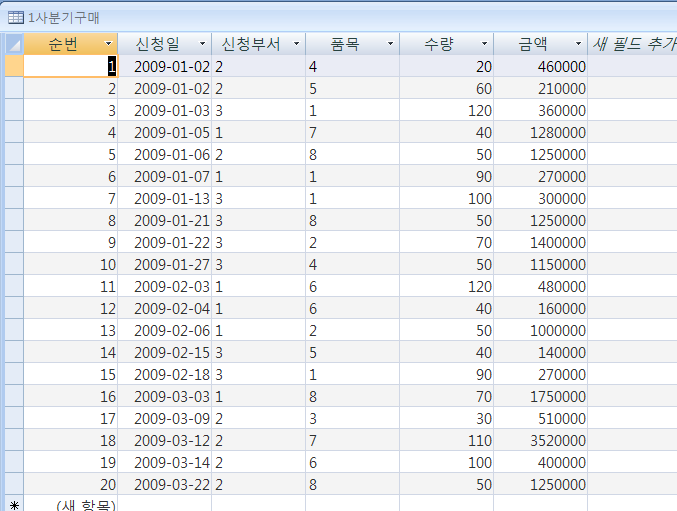 1사분기구매
순번 신청일 신청부서 품목 수량 금액 새 필드 추가
1 2009-01-02 2 4 20 460000
2 2009-01-02 2 5 60 210000
3 2009-01-03 3 1 120 360000
4 2009-01-05 1 7 40 1280000
5 2009-01-06 2 8 50 1250000
6 2009-01-07 1 1 90 270000
7 2009-01-13 3 1 100 300000
8 2009-01-21 3 8 50 1250000
9 2009-01-22 3 2 70 1400000
10 2009-01-27 3 4 50 1150000
11 2009-02-03 1 6 120 480000
12 2009-02-04 1 6 40 160000
13 2009-02-06 1 2 50 1000000
14 2009-02-15 3 5 40 140000
15 2009-02-18 3 1 90 270000
16 2009-03-03 1 8 70 1750000
17 2009-03-09 2 3 30 510000
18 2009-03-12 2 7 110 3520000
19 2009-03-14 2 6 100 400000
20 2009-03-22 2 8 50 1250000
(새 항목)